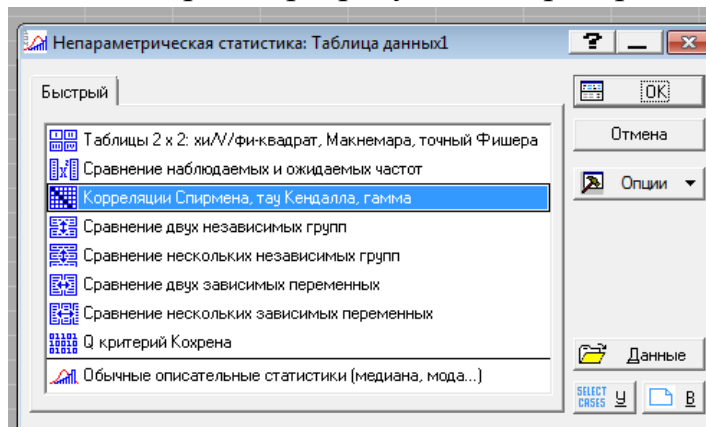 Непараметрическая статистика: Таблица данных1
Быстрый
OK
Таблицы 2 x 2: хи/V/фи-квадрат, Макнемара, точный Фишера
Отмена
Сравнение наблюдаемых и ожидаемых частот
Корреляции Спирмена, тау Кендалла, гамма
Опции
Сравнение двух независимых групп
Сравнение нескольких независимых групп
Сравнение двух зависимых переменных
Сравнение нескольких зависимых переменных
Q критерий Кохрена
Данные
Обычные описательные статистики (медиана, мода...)
SELECT CASES У В